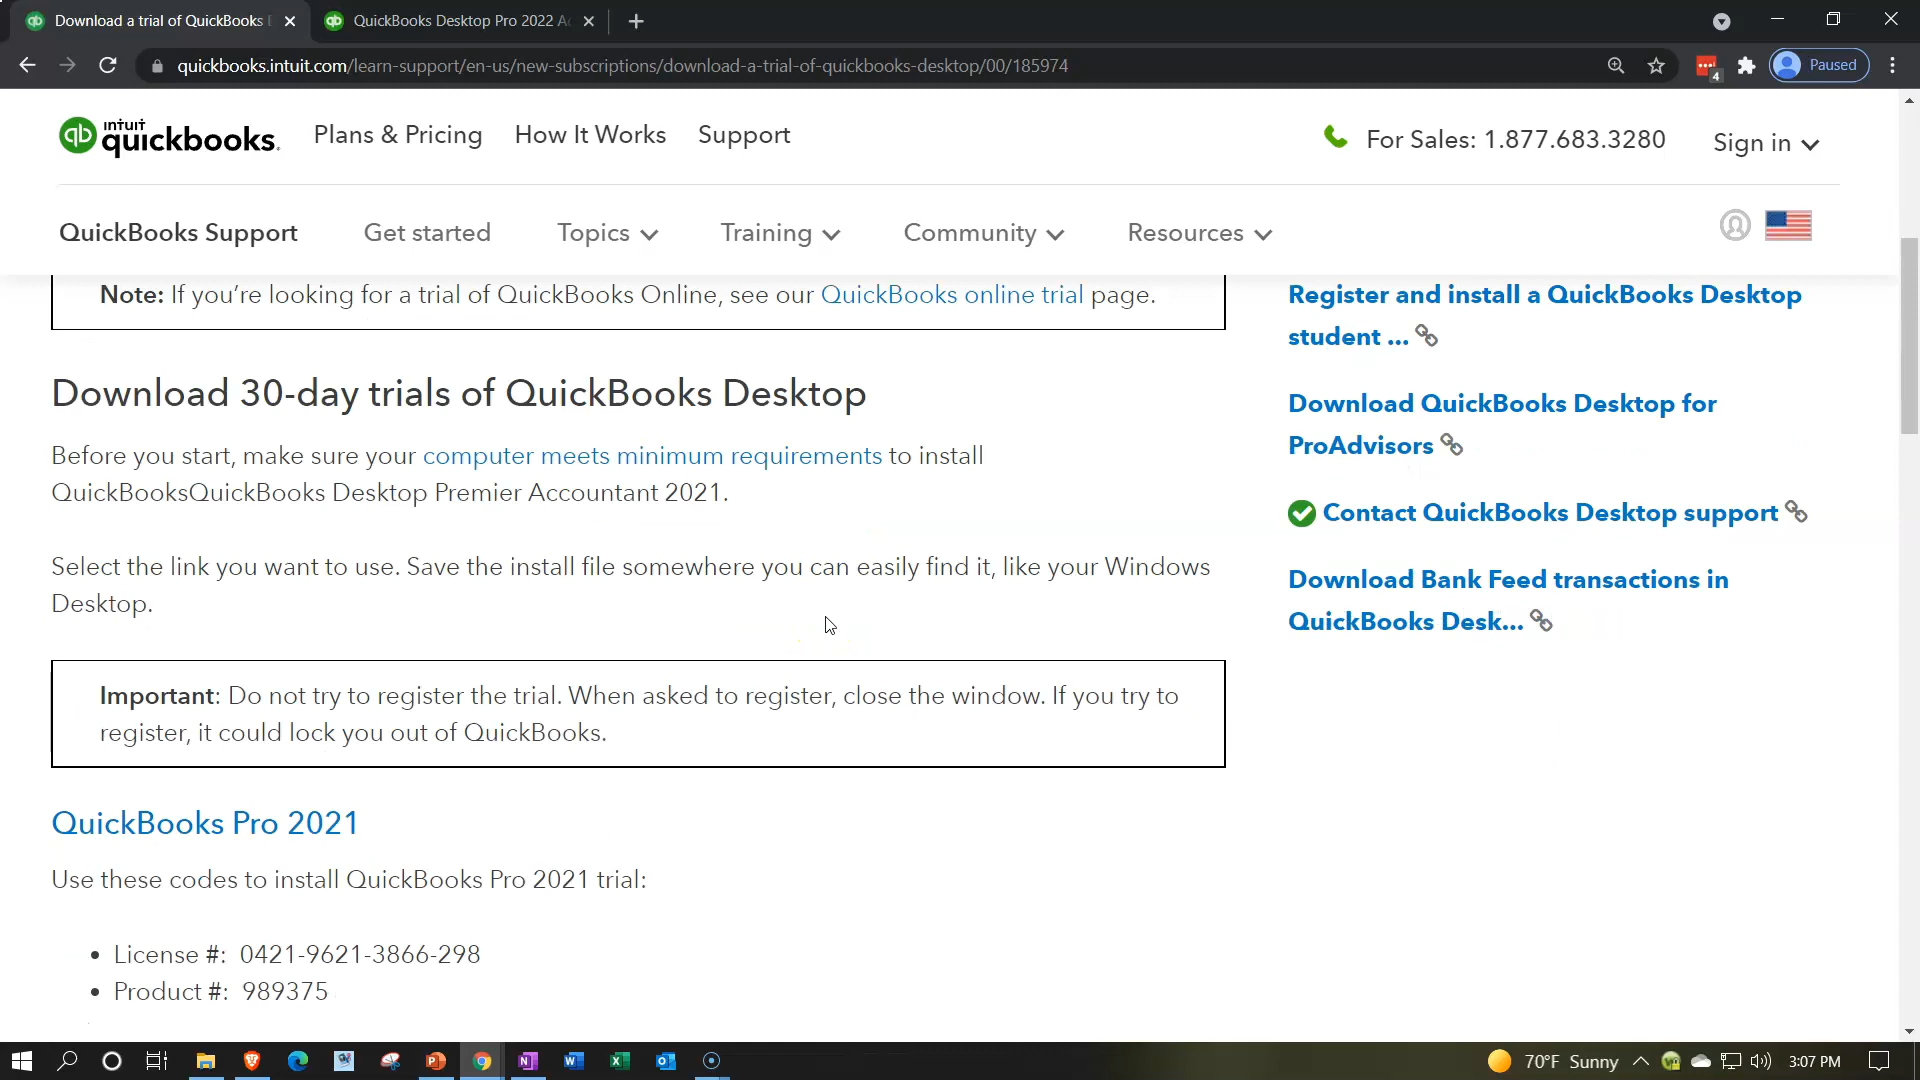 Download a trial of QuickBooks
QuickBooks Desktop Pro 2022 A
quickbooks.intuit.com/learn-support/en-us/new-subscriptions/download-a-trial-of-quickbooks-desktop/00/185974
4
Paused
intuit
quickbooks.
Plans & Pricing
How It Works
Support
For Sales: 1.877.683.3280
Sign in
QuickBooks Support
Get started
Topics
Training
Community
Resources
Note: If you’re looking for a trial of QuickBooks Online, see our QuickBooks online trial page.
Download 30-day trials of QuickBooks Desktop
Before you start, make sure your computer meets minimum requirements to install
QuickBooksQuickBooks Desktop Premier Accountant 2021.
Select the link you want to use. Save the install file somewhere you can easily find it, like your Windows
Desktop.
Important: Do not try to register the trial. When asked to register, close the window. If you try to
register, it could lock you out of QuickBooks.
QuickBooks Pro 2021
Use these codes to install QuickBooks Pro 2021 trial:
• License #: 0421-9621-3866-298
• Product #: 989375
Register and install a QuickBooks Desktop
student ...
Download QuickBooks Desktop for
ProAdvisors
Contact QuickBooks Desktop support
Download Bank Feed transactions in
QuickBooks Desk...
70°F Sunny
3:07 PM